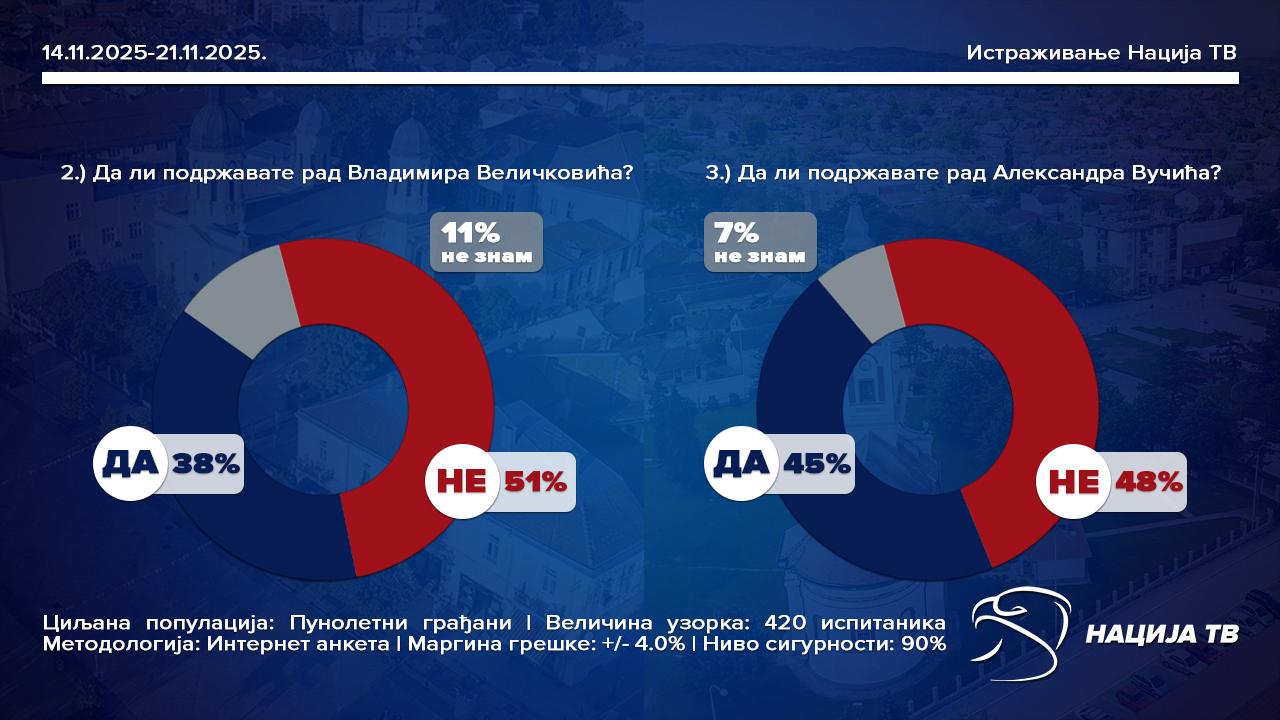 14.11.2025-21.11.2025.
Истраживање Нација ТВ
2.) Да ли подржавате рад Владимира Величковића?
11%
не знам
ДА 38%
НЕ 51%
3.) Да ли подржавате рад Александра Вучића?
7%
не знам
ДА 45%
НЕ 48%
Циљана популација: Пунолетни грађани | Величина узорка: 420 испитаника
Методологија: Интернет анкета | Маргина грешке: +/- 4.0% | Ниво сигурности: 90%
НАЦИЈА ТВ